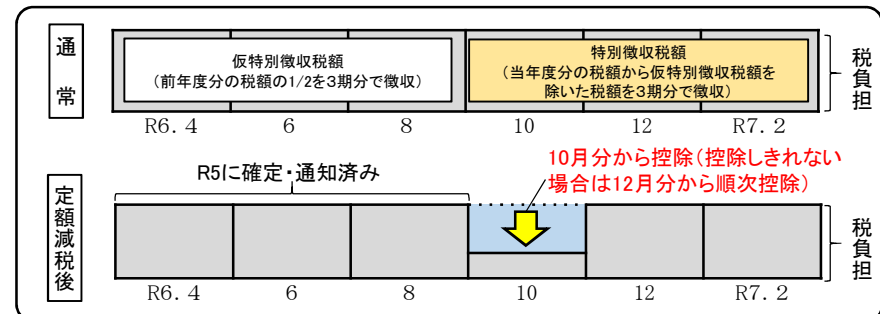 通常
仮特別徴収税額
(前年度分の税額の1/2を3期分で徴収)
特別徴収税額
(当年度分の税額から仮特別徴収税額を
除いた税額を3期分で徴収)
税負担
R6.4
6
8
10
12
R7.2
R5に確定・通知済み
10月分から控除(控除しきれない
場合は12月分から順次控除)
定額減税後
税負担
R6.4
6
8
10
12
R7.2